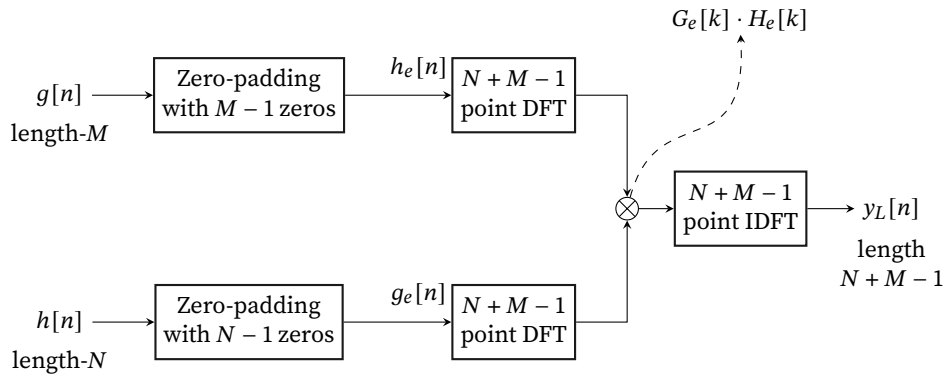 G_e[k] · H_e[k]
g[n]
length-M
Zero-padding
with M − 1 zeros
h_e[n]
N + M − 1
point DFT
N + M − 1
point IDFT
y_L[n]
length
N + M − 1
h[n]
length-N
Zero-padding
with N − 1 zeros
g_e[n]
N + M − 1
point DFT